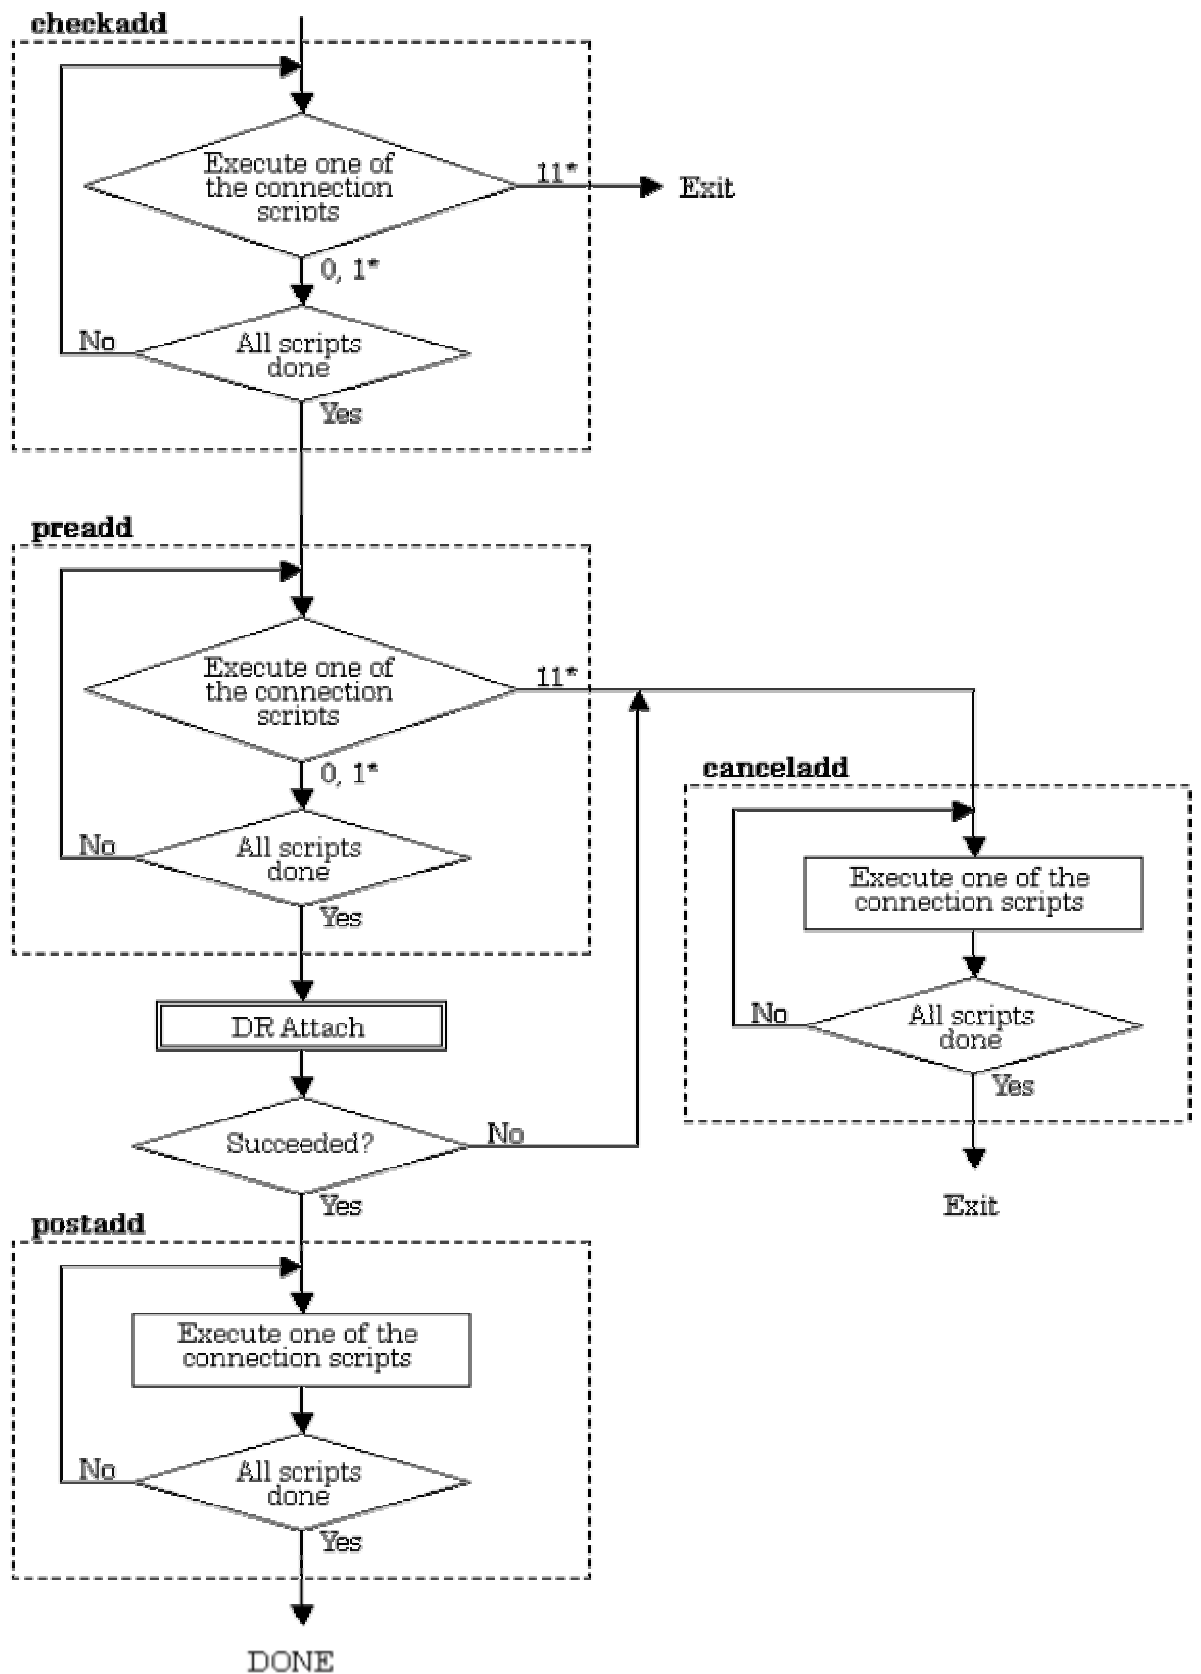 checkadd
Execute one of
the connection
scripts
11*
Exit
0, 1*
All scripts
done
No
Yes
preadd
Execute one of
the connection
scripts
11*
0, 1*
All scripts
done
No
Yes
canceladd
Execute one of the
connection scripts
All scripts
done
No
Yes
Exit
DR Attach
Succeeded?
No
Yes
postadd
Execute one of the
connection scripts
All scripts
done
No
Yes
DONE